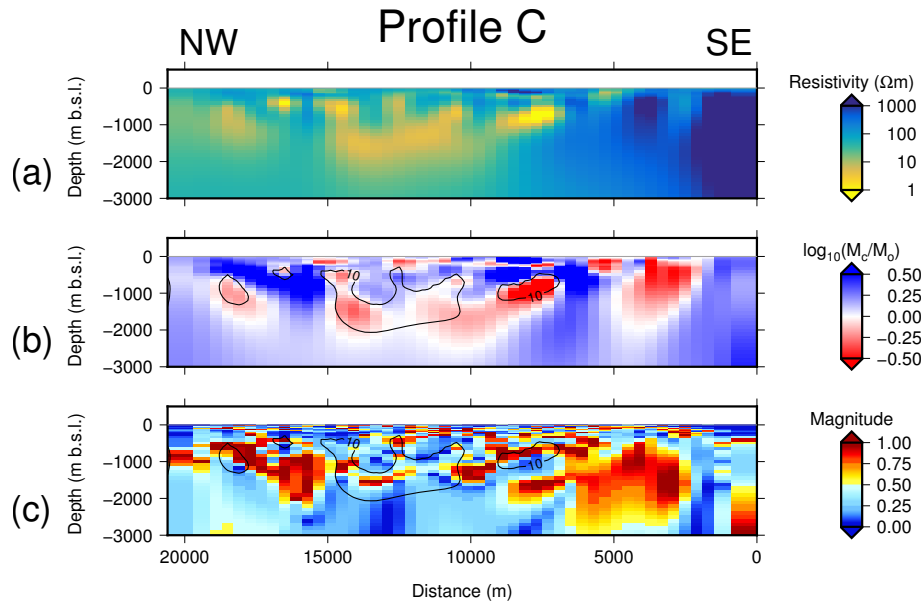 Profile C
NW
SE
(a)
Depth (m b.s.l.)
0
−1000
−2000
−3000
Resistivity (Ωm)
1000
100
10
1
(b)
Depth (m b.s.l.)
0
−1000
−2000
−3000
10
−10
log10(Mc/Mo)
0.50
0.25
0.00
−0.25
−0.50
(c)
Depth (m b.s.l.)
0
−1000
−2000
−3000
10
−10
Magnitude
1.00
0.75
0.50
0.25
0.00
20000 15000 10000 5000 0
Distance (m)